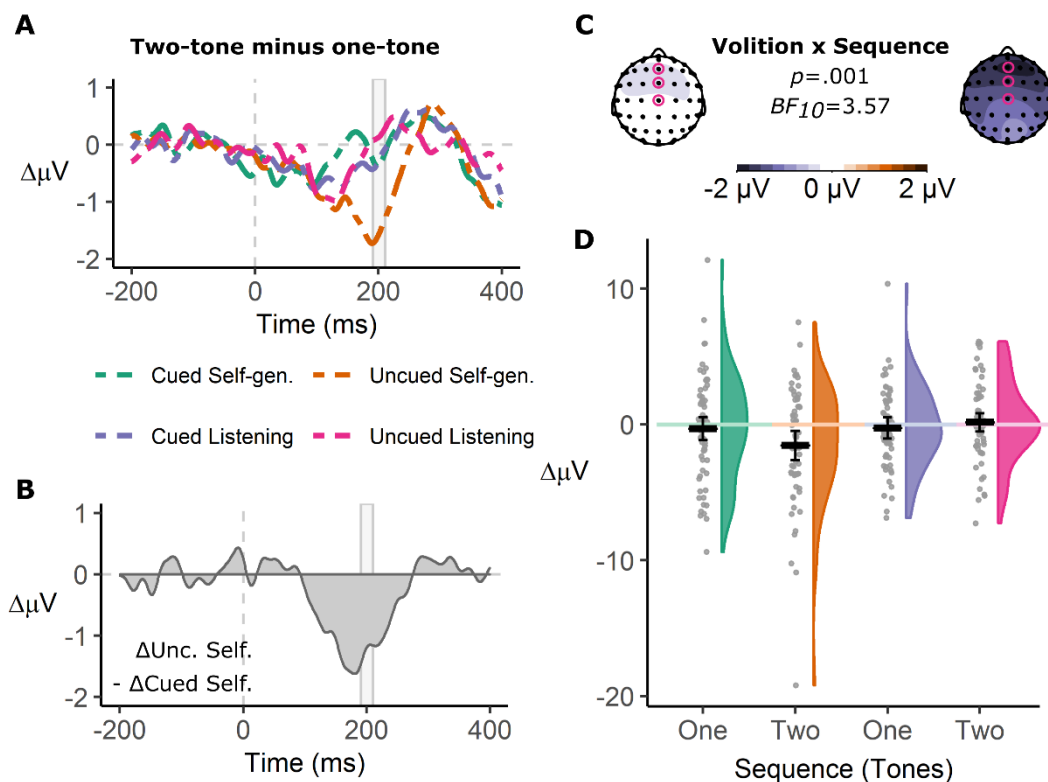 A
Two-tone minus one-tone
1
0
ΔμV
-1
-2
-200 0 200 400
Time (ms)
Cued Self-gen. Uncued Self-gen.
Cued Listening Uncued Listening
B
1
0
ΔμV
-1
ΔUnc. Self.
- ΔCued Self.
-2
-200 0 200 400
Time (ms)
C
Volition x Sequence
p=.001
BF10=3.57
-2 μV 0 μV 2 μV
D
10
0
ΔμV
-10
-20
One Two One Two
Sequence (Tones)